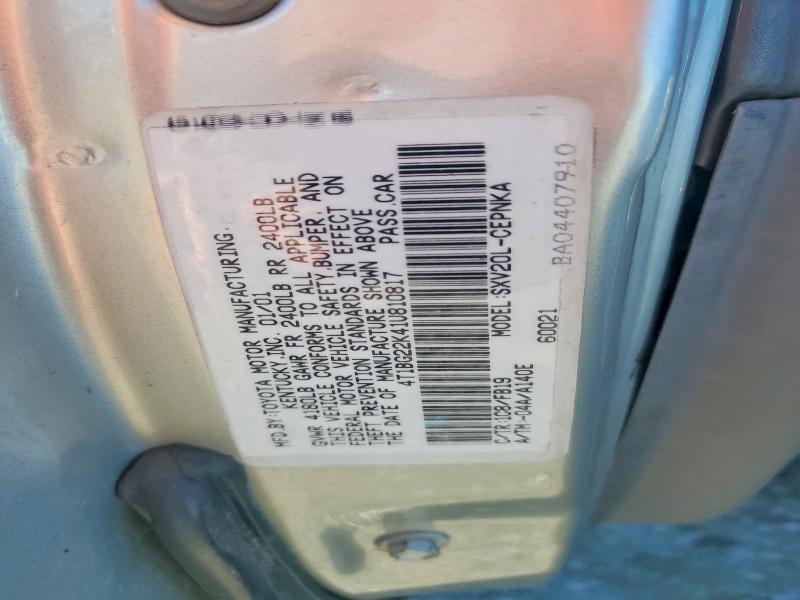 MFD.BY:TOYOTA MOTOR MANUFACTURING,
KENTUCKY,INC. 01/01
GVWR 4180LB GAWR FR 2400LB RR 2400LB
THIS VEHICLE CONFORMS TO ALL APPLICABLE
FEDERAL MOTOR VEHICLE SAFETY,BUMPER, AND
THEFT PREVENTION STANDARDS IN EFFECT ON
THE DATE OF MANUFACTURE SHOWN ABOVE
4T1BG22K41U810817 PASS.CAR
C/TR:1C8/FB19 MODEL:SXV20L-CEPNKA
A/TM:-04A/A140E 60021
BA04407910